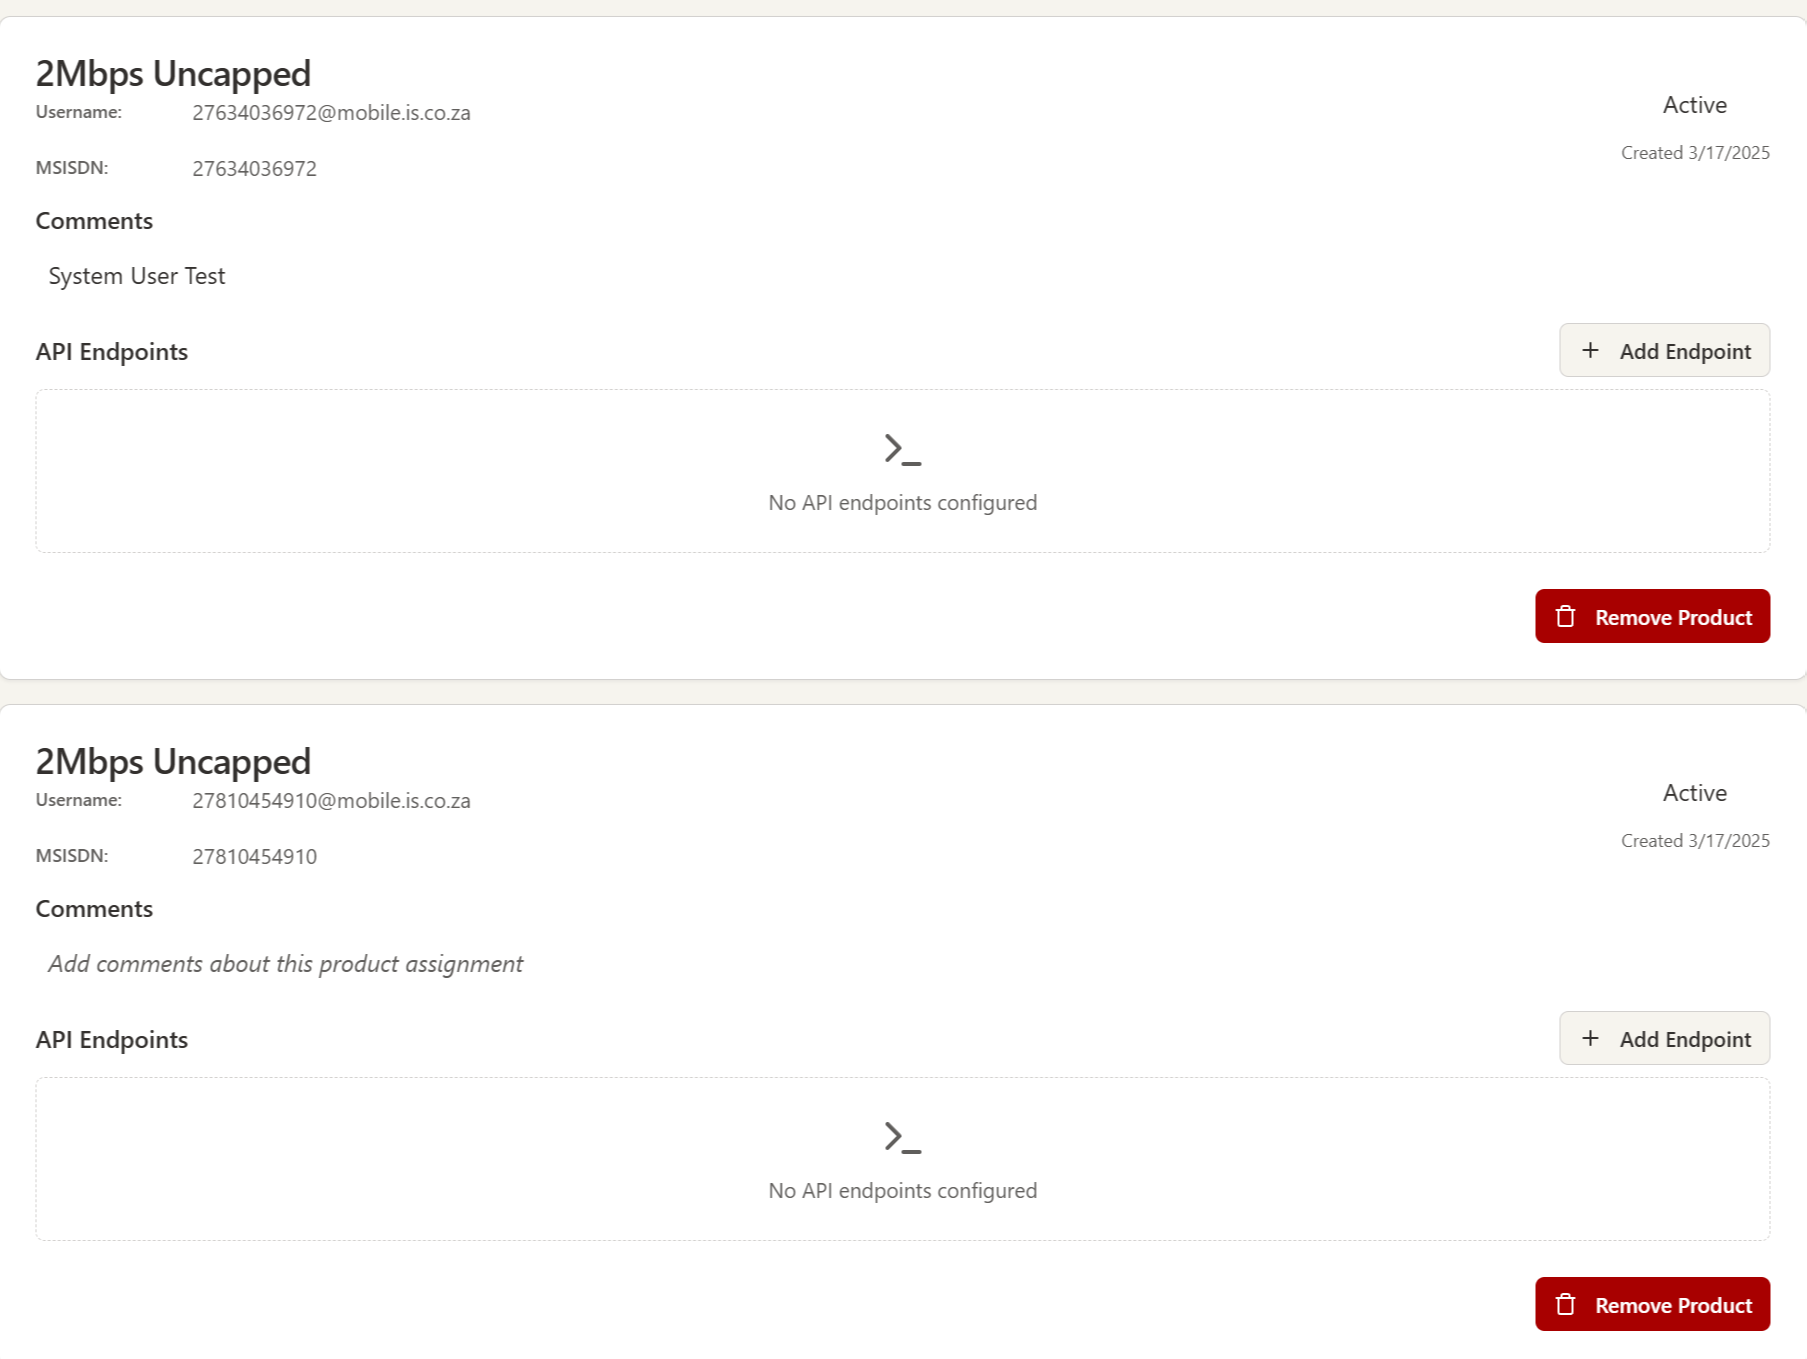 2Mbps Uncapped
Username: 27634036972@mobile.is.co.za
Active
MSISDN: 27634036972
Created 3/17/2025
Comments
System User Test
API Endpoints
+ Add Endpoint
>_
No API endpoints configured
Remove Product
2Mbps Uncapped
Username: 27810454910@mobile.is.co.za
Active
MSISDN: 27810454910
Created 3/17/2025
Comments
Add comments about this product assignment
API Endpoints
+ Add Endpoint
>_
No API endpoints configured
Remove Product